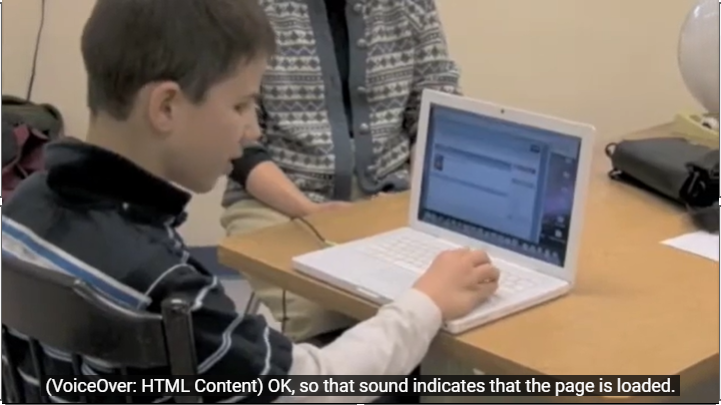 (VoiceOver: HTML Content) OK, so that sound indicates that the page is loaded.